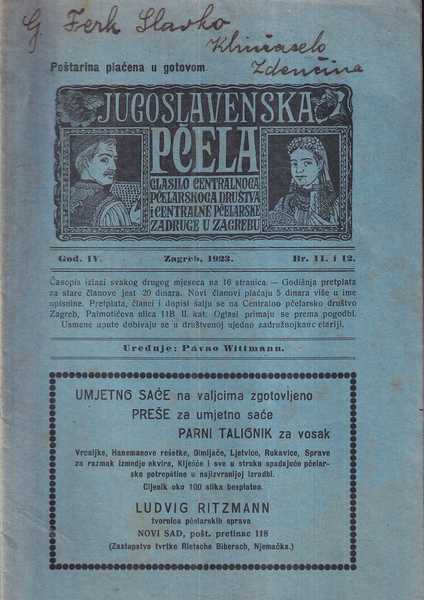 G. Ferk Slavko
Klinčaselo
Zdenčina
Poštarina plaćena u gotovom
JUGOSLAVENSKA
PČELA
GLASILO CENTRALNOGA
PČELARSKOGA DRUŠTVA
I CENTRALNE PČELARSKE
ZADRUGE U ZAGREBU
God. IV. Zagreb, 1923. Br. 11. i 12.
Časopis izlazi svakog drugog mjeseca na 16 stranica. — Godišnja pretplata
za stare članove jest 20 dinara. Novi članovi plaćaju 5 dinara više u ime
upisnine. Pretplata, članci i dopisi šalju se na Centralno pčelarsko društvo
Zagreb, Palmotićeva ulica 11B II. kat. Oglasi primaju se prema pogodbi.
Usmene upute dobivaju se u društvenoj ujedno zadružnoj
Uređuje: Pavao Wittmann.
UMJETNO SAĆE na valjcima zgotovljeno
PREŠE za umjetno saće
PARNI TALIONIK za vosak
Vrcaljke, Hanemanove rešetke, Dimljače, Ljetvice, Rukavice, Sprave
za razmak između okvira, Kliješće i sve u struku spadajuće pčelar-
ske potrepštine u najizvrsnijoj izradbi.
Cijenik oko 100 slika besplatno.
LUDVIG RITZMANN
tvornica pčelarskih sprava
NOVI SAD, pošt. pretinac 118
(Zastupstvo tvrtke Rietsche Biberach, Njemačka.)